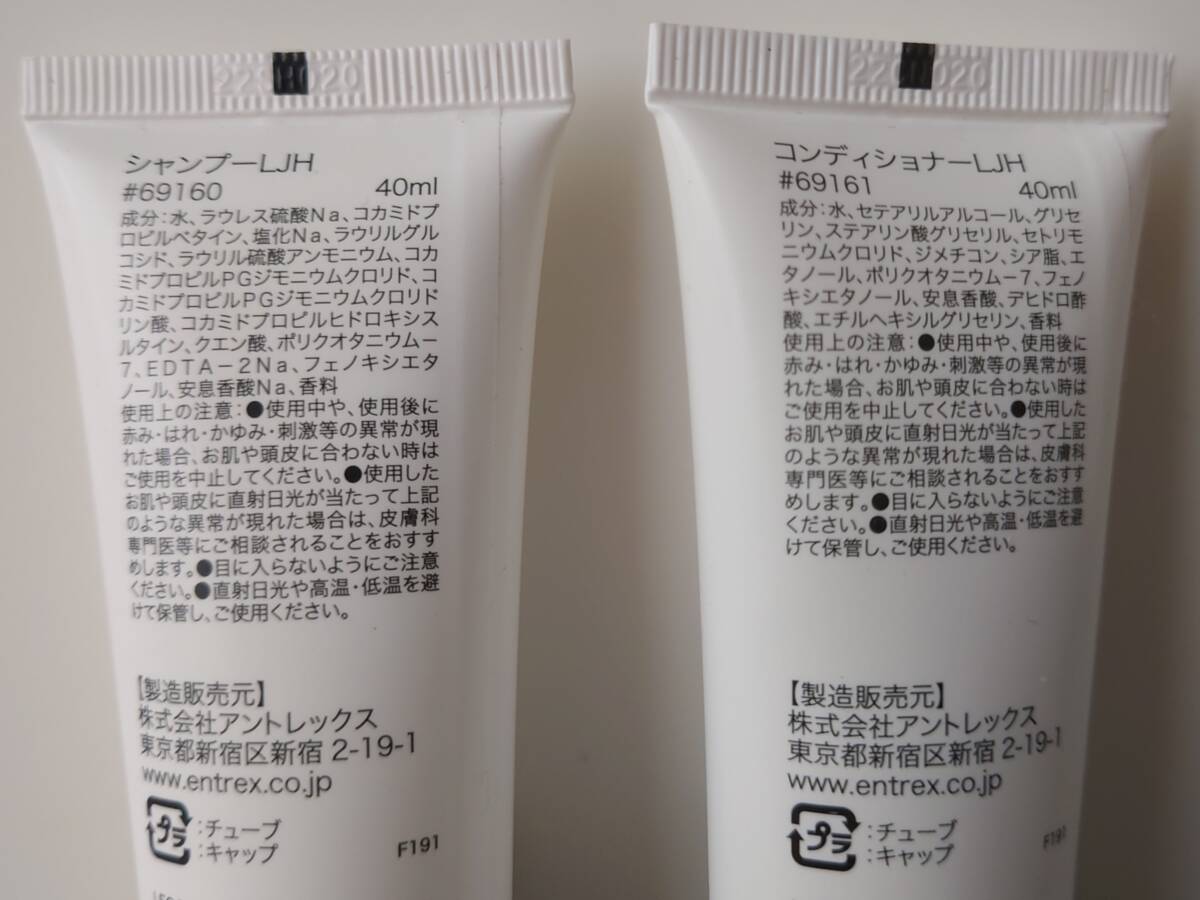 シャンプーLJH
#69160 40ml
成分：水、ラウレス硫酸Na、コカミドプ
ロピルベタイン、塩化Na、ラウリルグル
コシド、ラウリル硫酸アンモニウム、コカ
ミドプロピルPGジモニウムクロリド、コ
カミドプロピルPGジモニウムクロリド
リン酸、コカミドプロピルヒドロキシス
ルタイン、クエン酸、ポリクオタニウムー
7、EDTA－2Na、フェノキシエタ
ノール、安息香酸Na、香料
使用上の注意：●使用中や、使用後に
赤み・はれ・かゆみ・刺激等の異常が現
れた場合、お肌や頭皮に合わない時は
ご使用を中止してください。●使用した
お肌や頭皮に直射日光が当たって上記
のような異常が現れた場合は、皮膚科
専門医等にご相談されることをおすす
めします。●目に入らないようにご注意
ください。●直射日光や高温・低温を避
けて保管し、ご使用ください。
【製造販売元】
株式会社アントレックス
東京都新宿区新宿 2-19-1
www.entrex.co.jp
プラ
：チューブ
：キャップ
F191
コンディショナーLJH
#69161 40ml
成分：水、セテアリルアルコール、グリセ
リン、ステアリン酸グリセリル、セトリモ
ニウムクロリド、ジメチコン、シア脂、エ
タノール、ポリクオタニウムー7、フェノ
キシエタノール、安息香酸、デヒドロ酢
酸、エチルヘキシルグリセリン、香料
使用上の注意：●使用中や、使用後に
赤み・はれ・かゆみ・刺激等の異常が現
れた場合、お肌や頭皮に合わない時は
ご使用を中止してください。●使用した
お肌や頭皮に直射日光が当たって上記
のような異常が現れた場合は、皮膚科
専門医等にご相談されることをおすす
めします。●目に入らないようにご注意
ください。●直射日光や高温・低温を避
けて保管し、ご使用ください。
【製造販売元】
株式会社アントレックス
東京都新宿区新宿 2-19-1
www.entrex.co.jp
プラ
：チューブ
：キャップ
F191